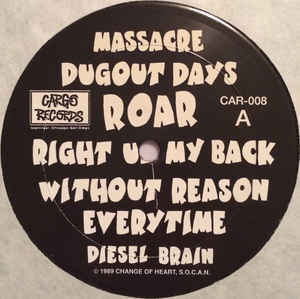 MASSACRE
DUGOUT DAYS
ROAR
CARGO
RECORDS
CAR-008
A
RIGHT U MY BACK
WITHOUT REASON
EVERYTIME
DIESEL BRAIN
© 1989 CHANGE OF HEART, S.O.C.A.N.